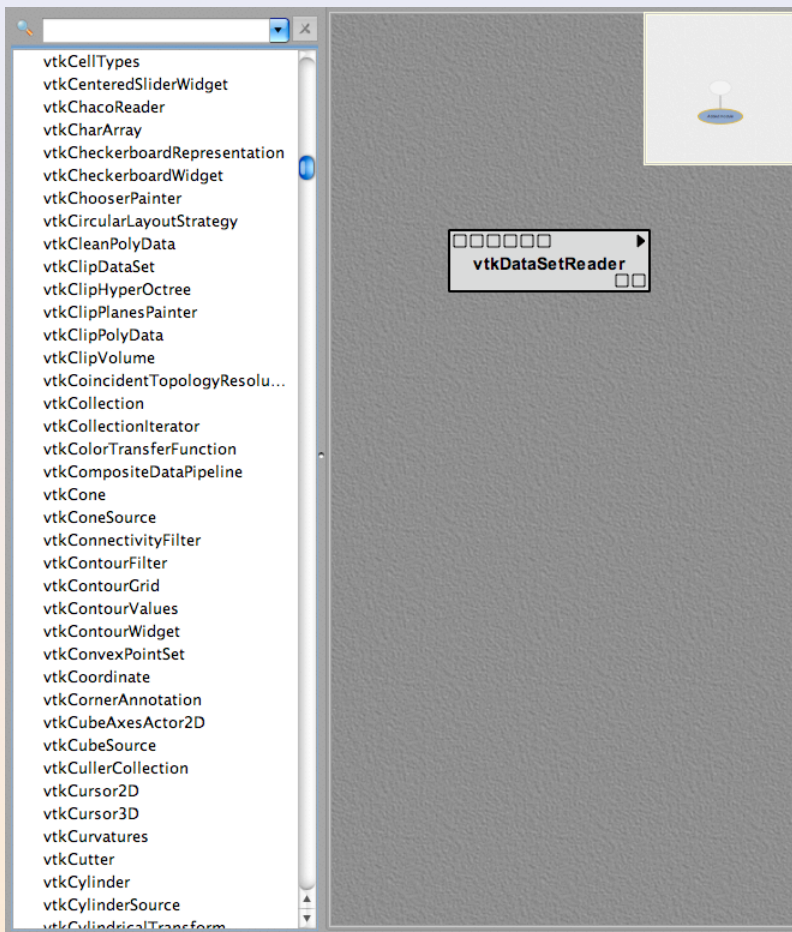 vtkCellTypes
vtkCenteredSliderWidget
vtkChacoReader
vtkCharArray
vtkCheckerboardRepresentation
vtkCheckerboardWidget
vtkChooserPainter
vtkCircularLayoutStrategy
vtkCleanPolyData
vtkClipDataSet
vtkClipHyperOctree
vtkClipPlanesPainter
vtkClipPolyData
vtkClipVolume
vtkCoincidentTopologyResolu...
vtkCollection
vtkCollectionIterator
vtkColorTransferFunction
vtkCompositeDataPipeline
vtkCone
vtkConeSource
vtkConnectivityFilter
vtkContourFilter
vtkContourGrid
vtkContourValues
vtkContourWidget
vtkConvexPointSet
vtkCoordinate
vtkCornerAnnotation
vtkCubeAxesActor2D
vtkCubeSource
vtkCullerCollection
vtkCursor2D
vtkCursor3D
vtkCurvatures
vtkCutter
vtkCylinder
vtkCylinderSource
vtkCylindricalTransform
vtkDataSetReader